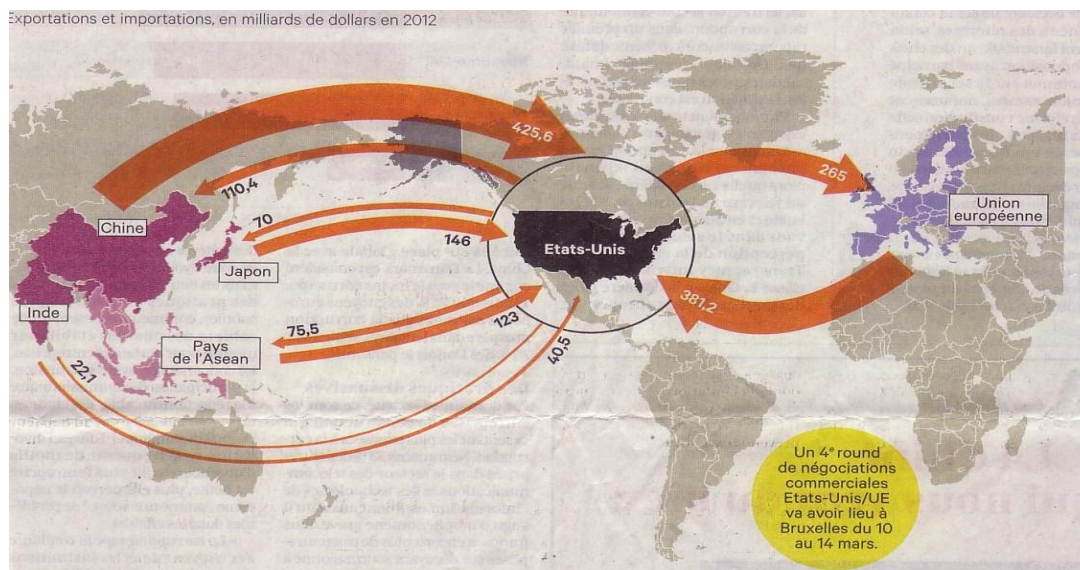 Exportations et importations, en milliards de dollars en 2012
425,6
110,4
70
146
265
381,2
Chine
Japon
Inde
Pays
de l'Asean
Etats-Unis
Union
européenne
75,5
123
40,5
22,1
Un 4e round
de négociations
commerciales
Etats-Unis/UE
va avoir lieu à
Bruxelles du 10
au 14 mars.